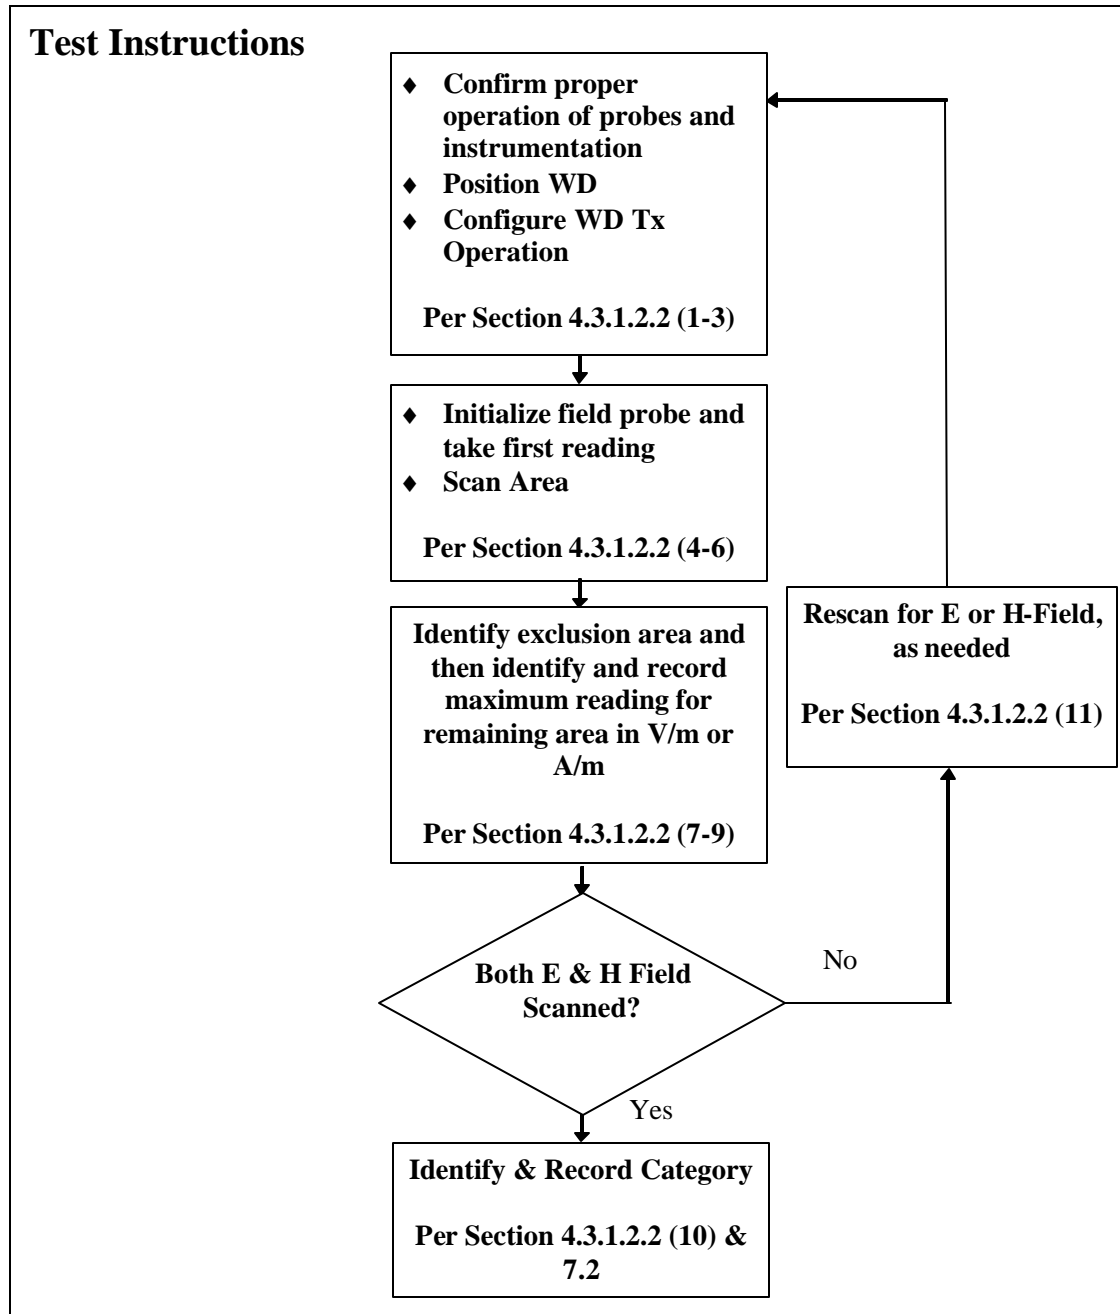 Test Instructions
♦ Confirm proper
operation of probes and
instrumentation
♦ Position WD
♦ Configure WD Tx
Operation
Per Section 4.3.1.2.2 (1-3)
♦ Initialize field probe and
take first reading
♦ Scan Area
Per Section 4.3.1.2.2 (4-6)
Identify exclusion area and
then identify and record
maximum reading for
remaining area in V/m or
A/m
Per Section 4.3.1.2.2 (7-9)
Rescan for E or H-Field,
as needed
Per Section 4.3.1.2.2 (11)
Both E & H Field
Scanned?
No
Yes
Identify & Record Category
Per Section 4.3.1.2.2 (10) &
7.2